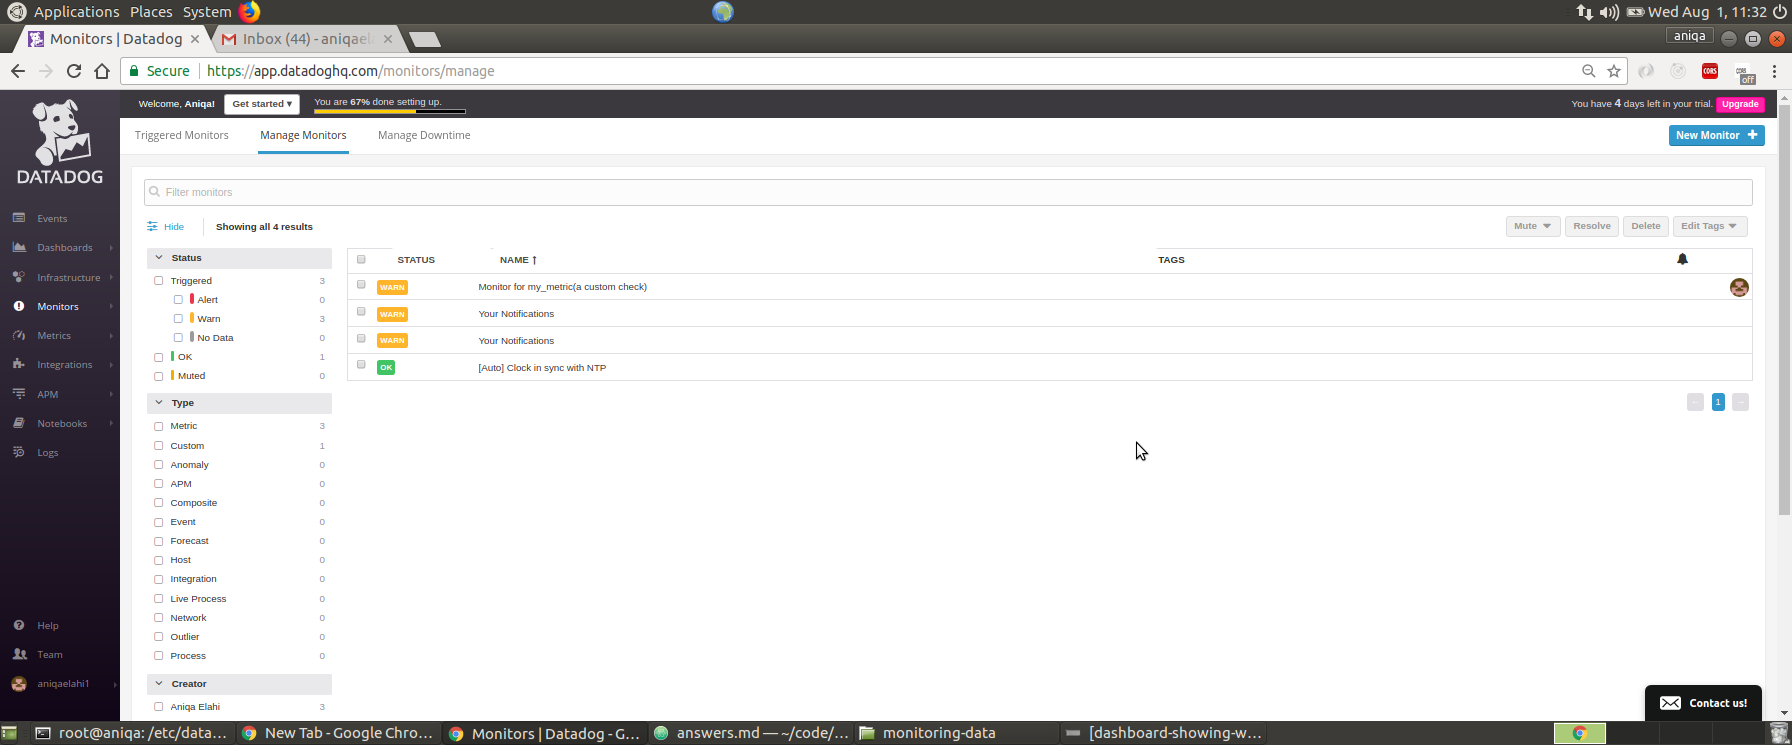 Applications Places System
Wed Aug 1, 11:32
Monitors | Datadog
Inbox (44) - aniqael
aniqa
Secure
https://app.datadoghq.com/monitors/manage
CORS
off
DATADOG
Welcome, Aniqa!
Get started ▾
You are 67% done setting up.
You have 4 days left in your trial.
Upgrade
Triggered Monitors
Manage Monitors
Manage Downtime
New Monitor +
Filter monitors
Hide
Showing all 4 results
Mute
Resolve
Delete
Edit Tags
Events
Dashboards
Infrastructure
Monitors
Metrics
Integrations
APM
Notebooks
Logs
Help
Team
aniqaelahi1
Status
Triggered 3
Alert 0
Warn 3
No Data 0
OK 1
Muted 0
Type
Metric 3
Custom 1
Anomaly 0
APM 0
Composite 0
Event 0
Forecast 0
Host 0
Integration 0
Live Process 0
Network 0
Outlier 0
Process 0
Creator
Aniqa Elahi 3
STATUS NAME ↑ TAGS
WARN Monitor for my_metric(a custom check)
WARN Your Notifications
WARN Your Notifications
OK [Auto] Clock in sync with NTP
1
Contact us!
root@aniqa: /etc/data...
New Tab - Google Chro...
Monitors | Datadog - G...
answers.md — ~/code/...
monitoring-data
[dashboard-showing-w...